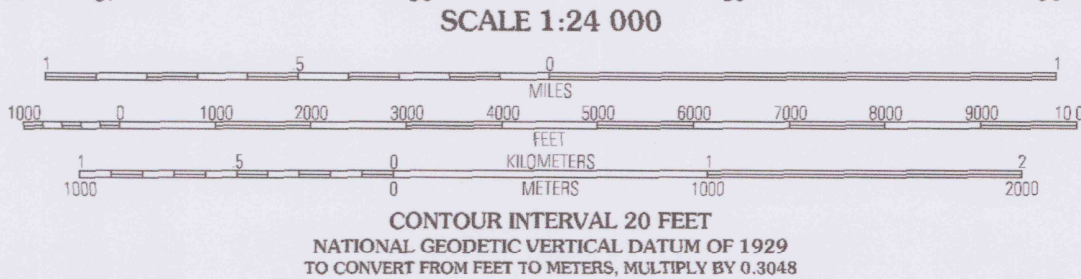 SCALE 1:24 000
1 .5 0 1
MILES
1000 0 1000 2000 3000 4000 5000 6000 7000 8000 9000 10 0
FEET
1 .5 0 KILOMETERS 1 2
1000 0 METERS 1000 2000
CONTOUR INTERVAL 20 FEET
NATIONAL GEODETIC VERTICAL DATUM OF 1929
TO CONVERT FROM FEET TO METERS, MULTIPLY BY 0.3048